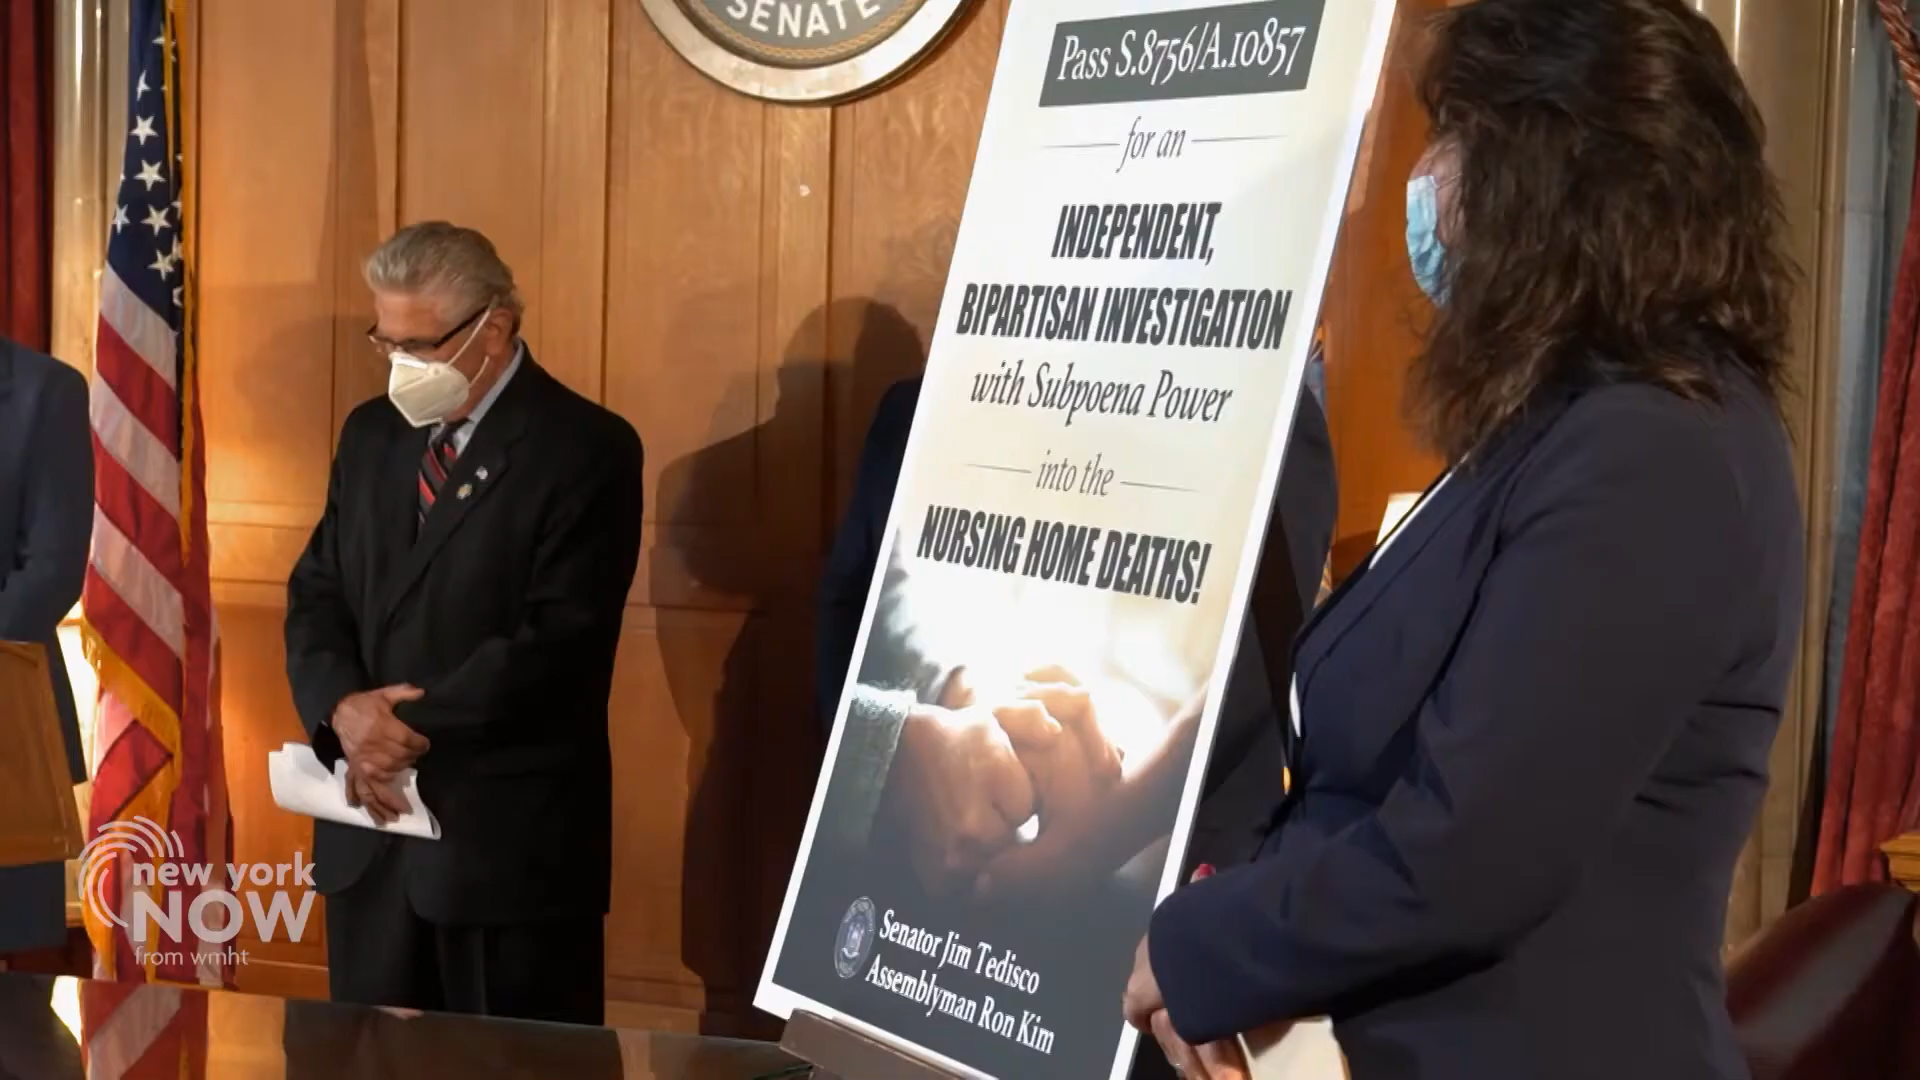 SENATE
Pass S.8756/A.10857
for an
INDEPENDENT,
BIPARTISAN INVESTIGATION
with Subpoena Power
into the
NURSING HOME DEATHS!
Senator Jim Tedisco
Assemblyman Ron Kim
new york
NOW
from wmht